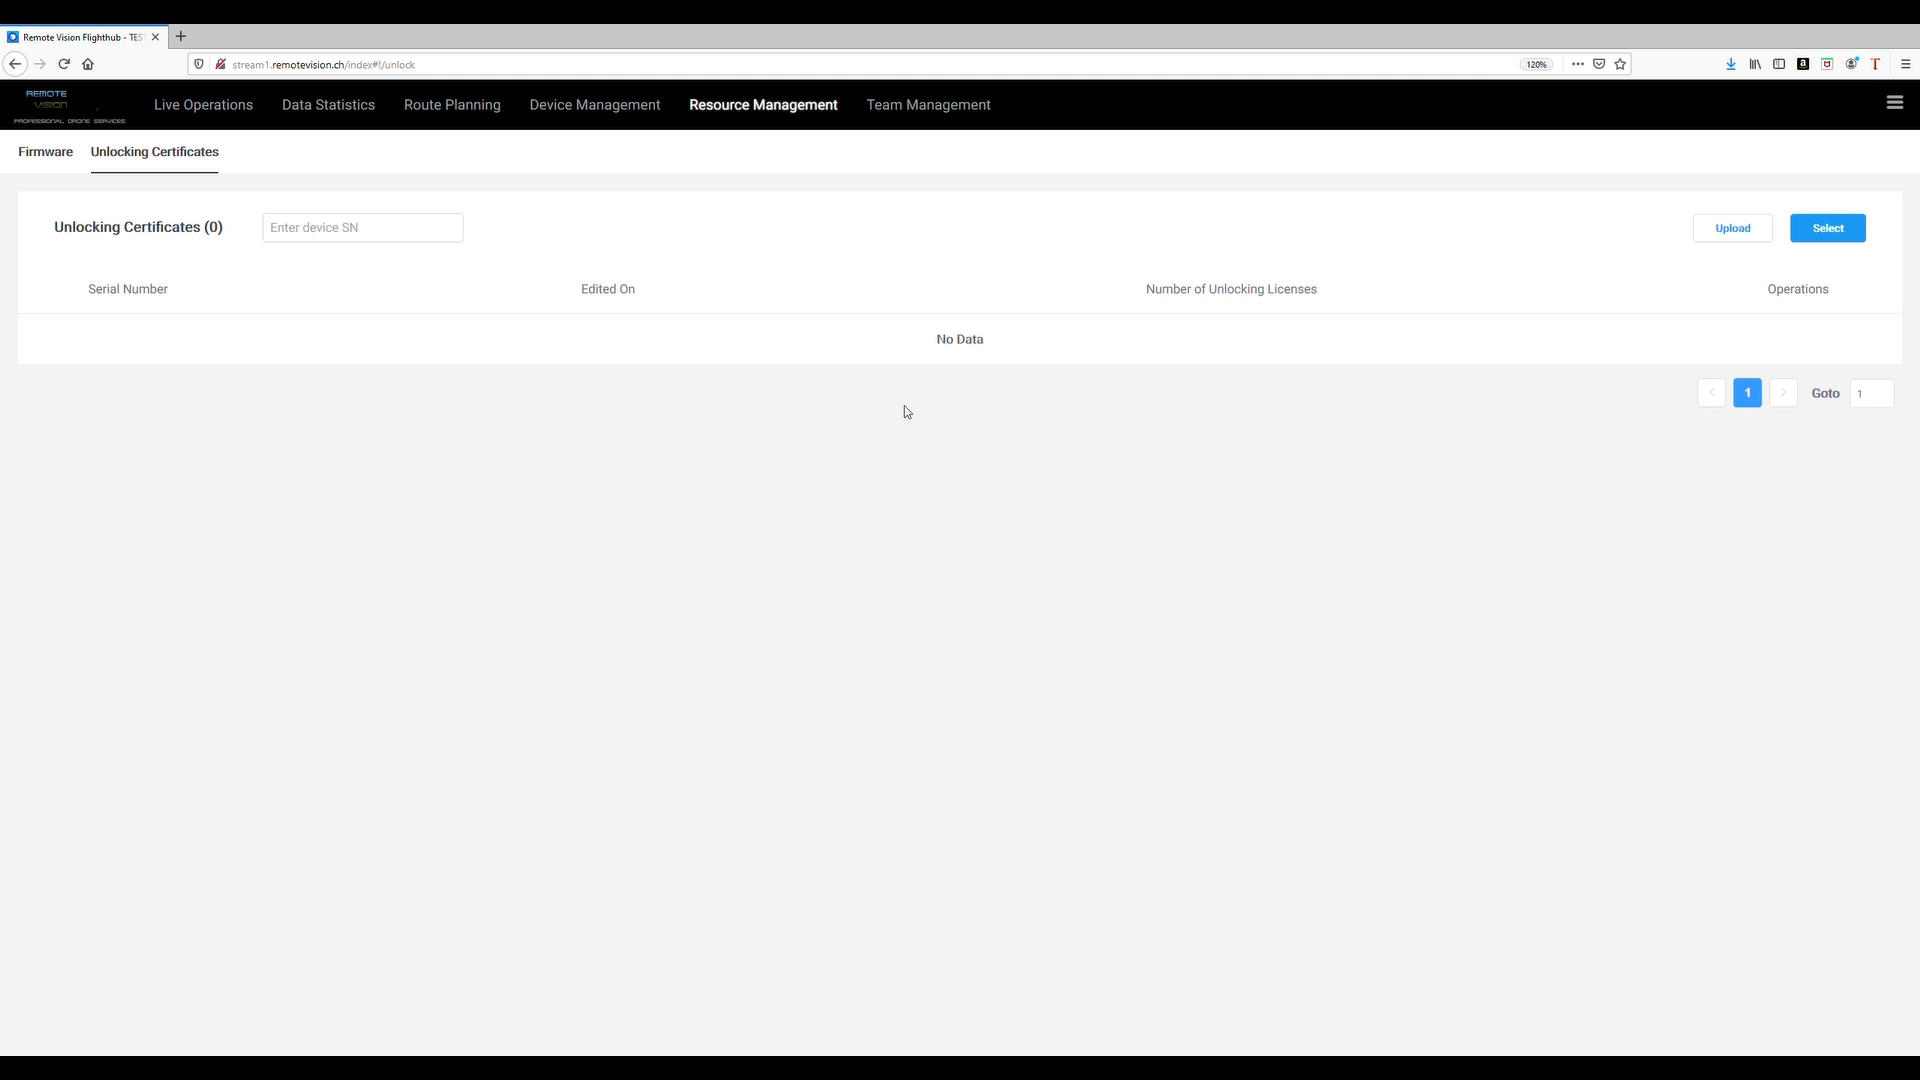 Remote Vision Flighthub - TES
stream1.remotevision.ch/index#!/unlock
120%
REMOTE
VISION
PROFESSIONAL DRONE SERVICES
Live Operations
Data Statistics
Route Planning
Device Management
Resource Management
Team Management
Firmware
Unlocking Certificates
Unlocking Certificates (0)
Enter device SN
Upload
Select
Serial Number
Edited On
Number of Unlocking Licenses
Operations
No Data
1
Goto
1